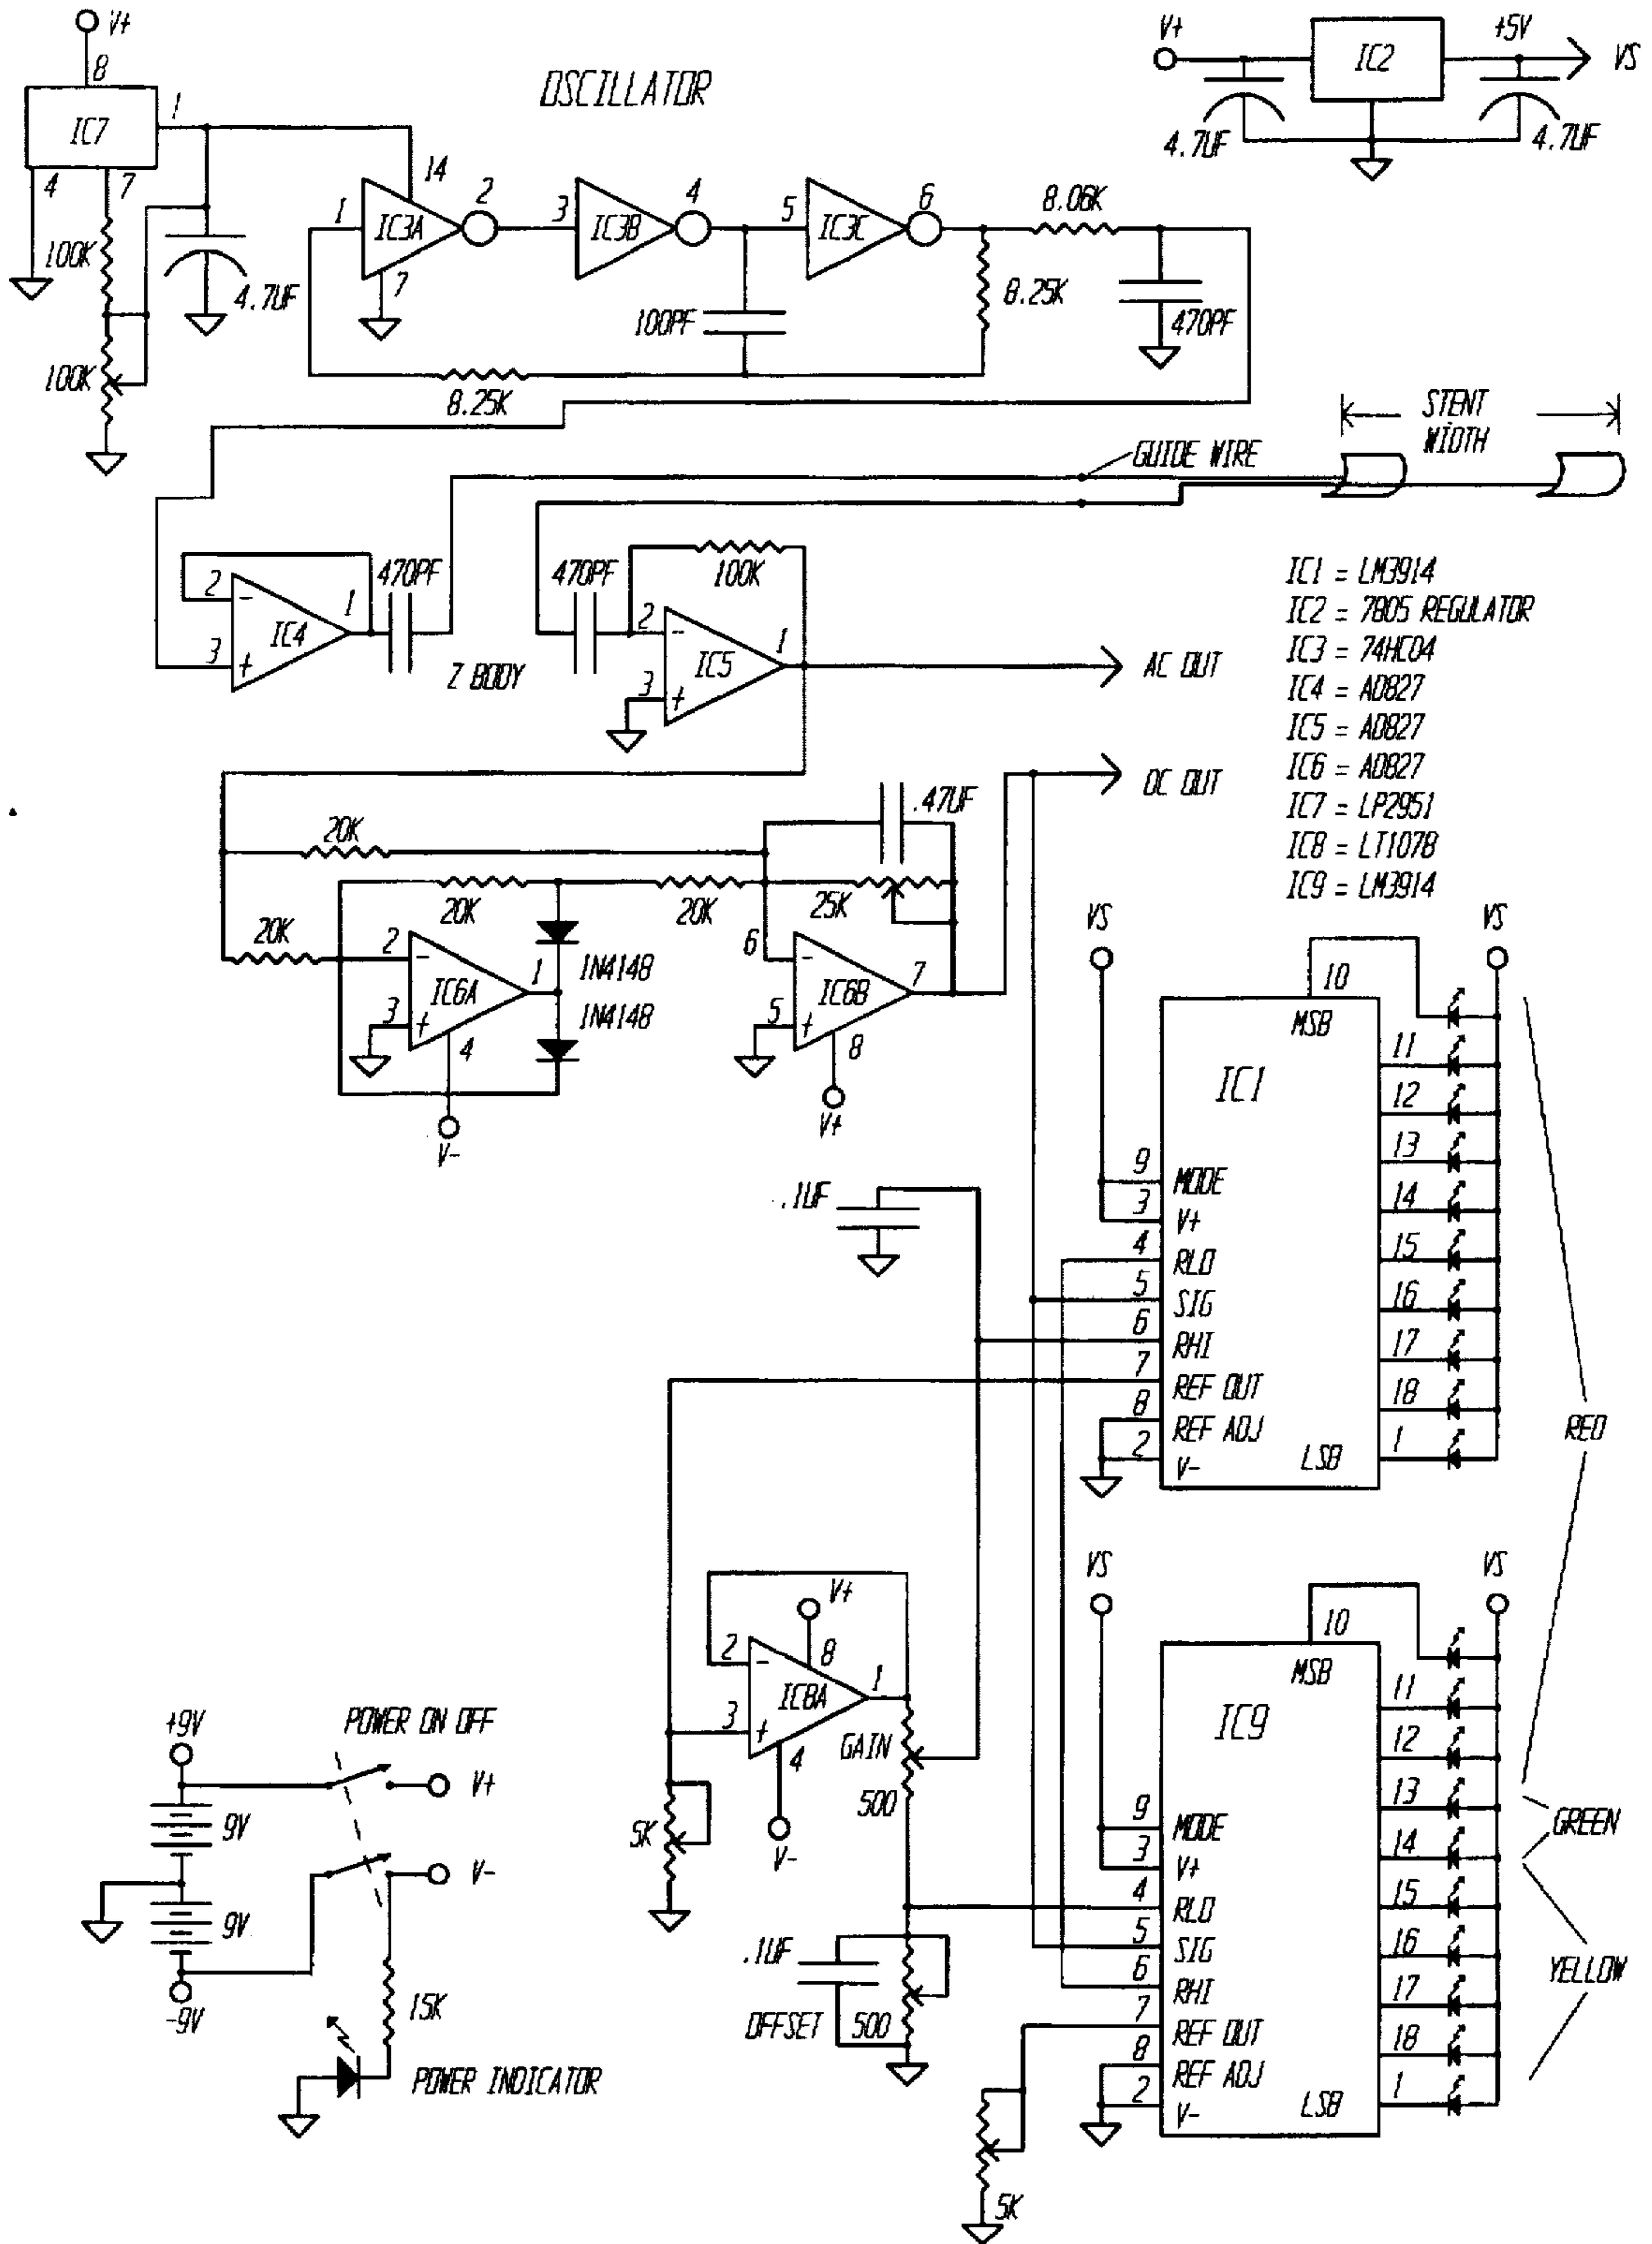 V+
8
IC7
1
4
7
100K
100K
4.7UF
OSCILLATOR
V+
IC2
+5V
VS
4.7UF
4.7UF
14
1
IC3A
2
7
3
IC3B
4
5
IC3C
6
8.06K
8.25K
100PF
470PF
8.25K
STENT
WIDTH
GUIDE WIRE
2
-
3
+
IC4
1
470PF
Z BODY
470PF
100K
2
-
3
+
IC5
1
AC OUT
DC OUT
IC1 = LM3914
IC2 = 7805 REGULATOR
IC3 = 74HC04
IC4 = AD827
IC5 = AD827
IC6 = AD827
IC7 = LP2951
IC8 = LT1078
IC9 = LM3914
20K
20K
20K
20K
.47UF
25K
2
-
3
+
IC6A
1
4
V-
1N4148
1N4148
6
-
5
+
IC6B
7
8
V+
VS
VS
10
MSB
IC1
11
12
13
14
15
16
17
18
1
9
MODE
3
V+
4
RLO
5
SIG
6
RHI
7
REF OUT
8
REF ADJ
2
V-
LSB
.1UF
RED
VS
VS
10
MSB
IC9
11
12
13
14
15
16
17
18
1
9
MODE
3
V+
4
RLO
5
SIG
6
RHI
7
REF OUT
8
REF ADJ
2
V-
LSB
GREEN
YELLOW
2
-
3
+
IC8A
V+
8
1
4
V-
GAIN
500
5K
.1UF
OFFSET
500
5K
+9V
POWER ON OFF
V+
9V
V-
9V
-9V
15K
POWER INDICATOR